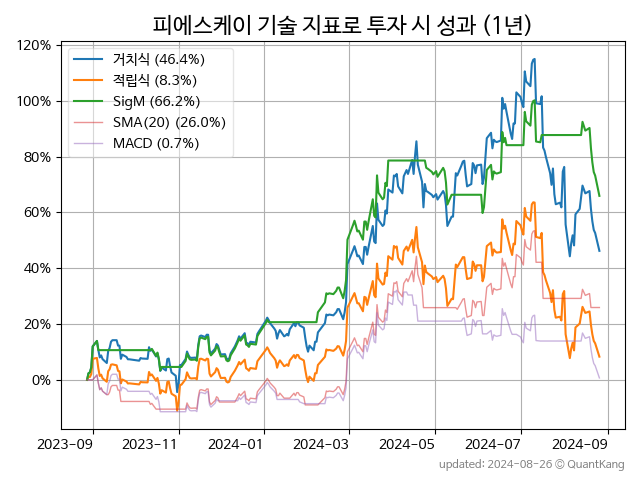 피에스케이 기술 지표로 투자 시 성과 (1년)
120%
100%
80%
60%
40%
20%
0%
거치식 (46.4%)
적립식 (8.3%)
SigM (66.2%)
SMA(20) (26.0%)
MACD (0.7%)
2023-09
2023-11
2024-01
2024-03
2024-05
2024-07
2024-09
updated: 2024-08-26 © QuantKang